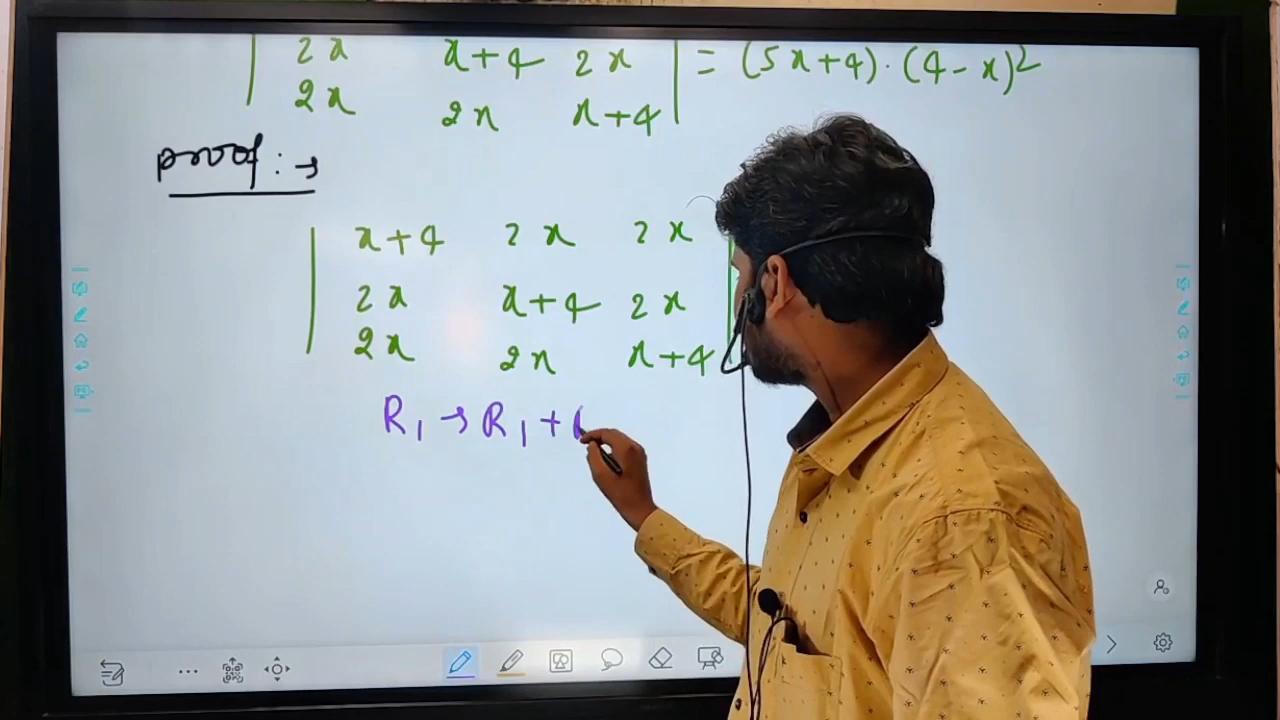 | 2x x+4 2x | = (5x+4)·(4-x)²
| 2x 2x x+4 |
proof :→
| x+4 2x 2x |
| 2x x+4 2x |
| 2x 2x x+4 |
R₁ → R₁ +